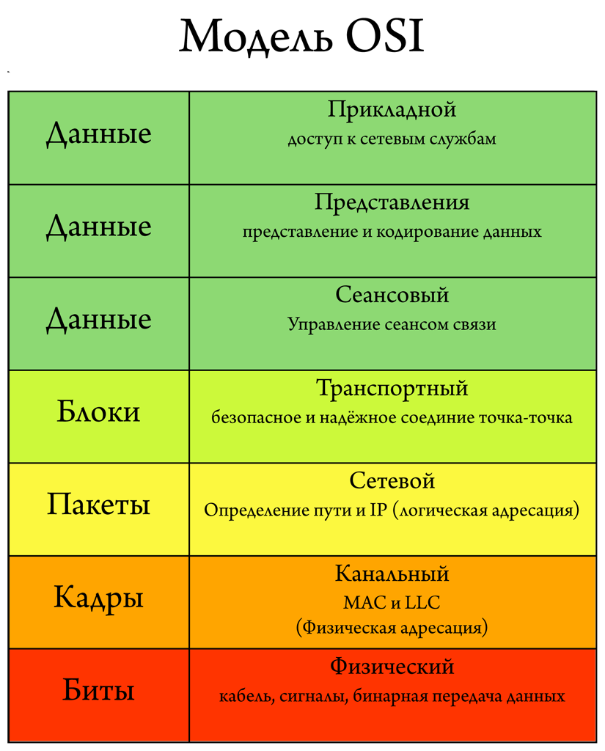 Модель OSI
Данные
Прикладной
доступ к сетевым службам
Данные
Представления
представление и кодирование данных
Данные
Сеансовый
Управление сеансом связи
Блоки
Транспортный
безопасное и надёжное соединие точка-точка
Пакеты
Сетевой
Определение пути и IP (логическая адресация)
Кадры
Канальный
MAC и LLC
(Физическая адресация)
Биты
Физический
кабель, сигналы, бинарная передача данных